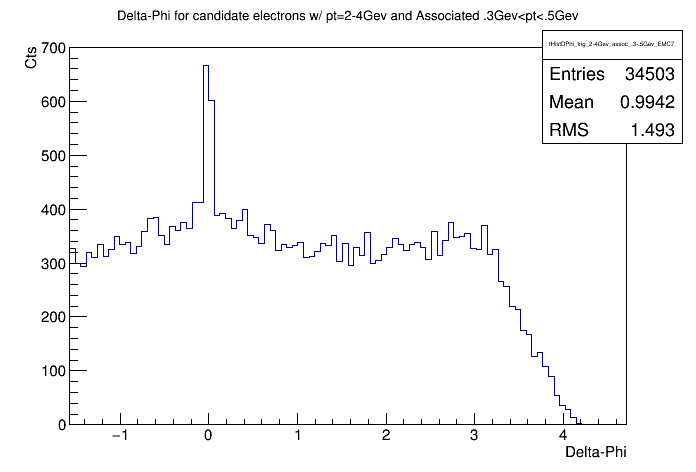 Delta-Phi for candidate electrons w/ pt=2-4Gev and Associated .3Gev<pt<.5Gev
fHistDPhi_trig_2-4Gev_assoc_.3-.5Gev_EMC7
Entries 34503
Mean 0.9942
RMS 1.493
Cts
700
600
500
400
300
200
100
0
−1 0 1 2 3 4
Delta-Phi